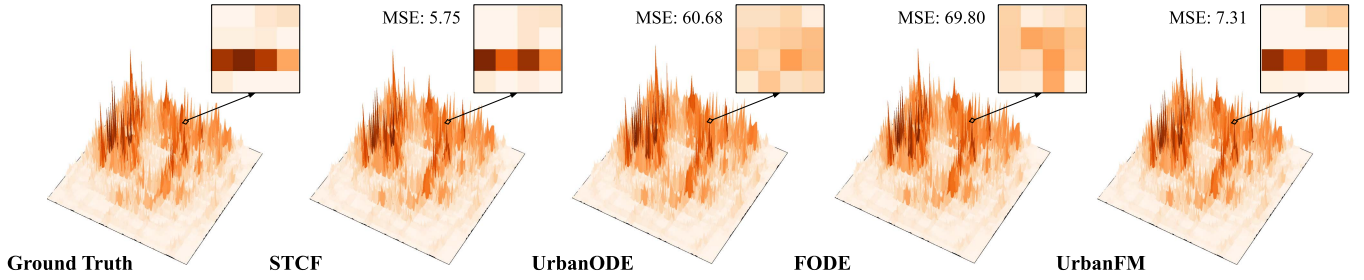 MSE: 5.75
MSE: 60.68
MSE: 69.80
MSE: 7.31
Ground Truth
STCF
UrbanODE
FODE
UrbanFM